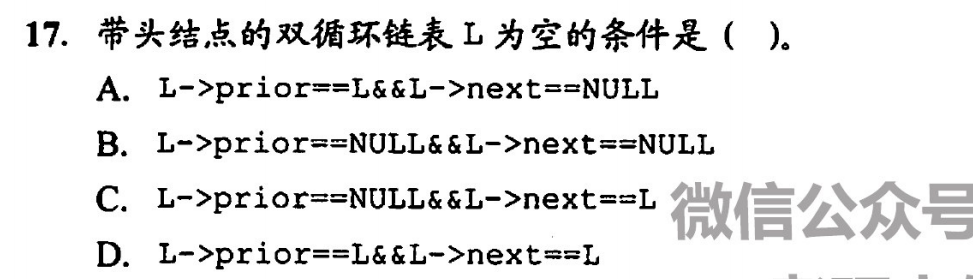 17. 带头结点的双循环链表 L 为空的条件是（ ）。
A. L->prior==L&&L->next==NULL
B. L->prior==NULL&&L->next==NULL
C. L->prior==NULL&&L->next==L
微信公众号
D. L->prior==L&&L->next==L